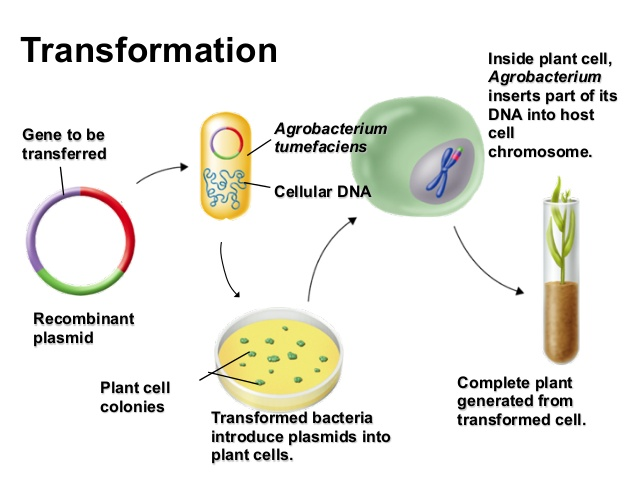 Transformation
Gene to be
transferred
Recombinant
plasmid
Agrobacterium
tumefaciens
Cellular DNA
Plant cell
colonies
Transformed bacteria
introduce plasmids into
plant cells.
Inside plant cell,
Agrobacterium
inserts part of its
DNA into host
cell
chromosome.
Complete plant
generated from
transformed cell.